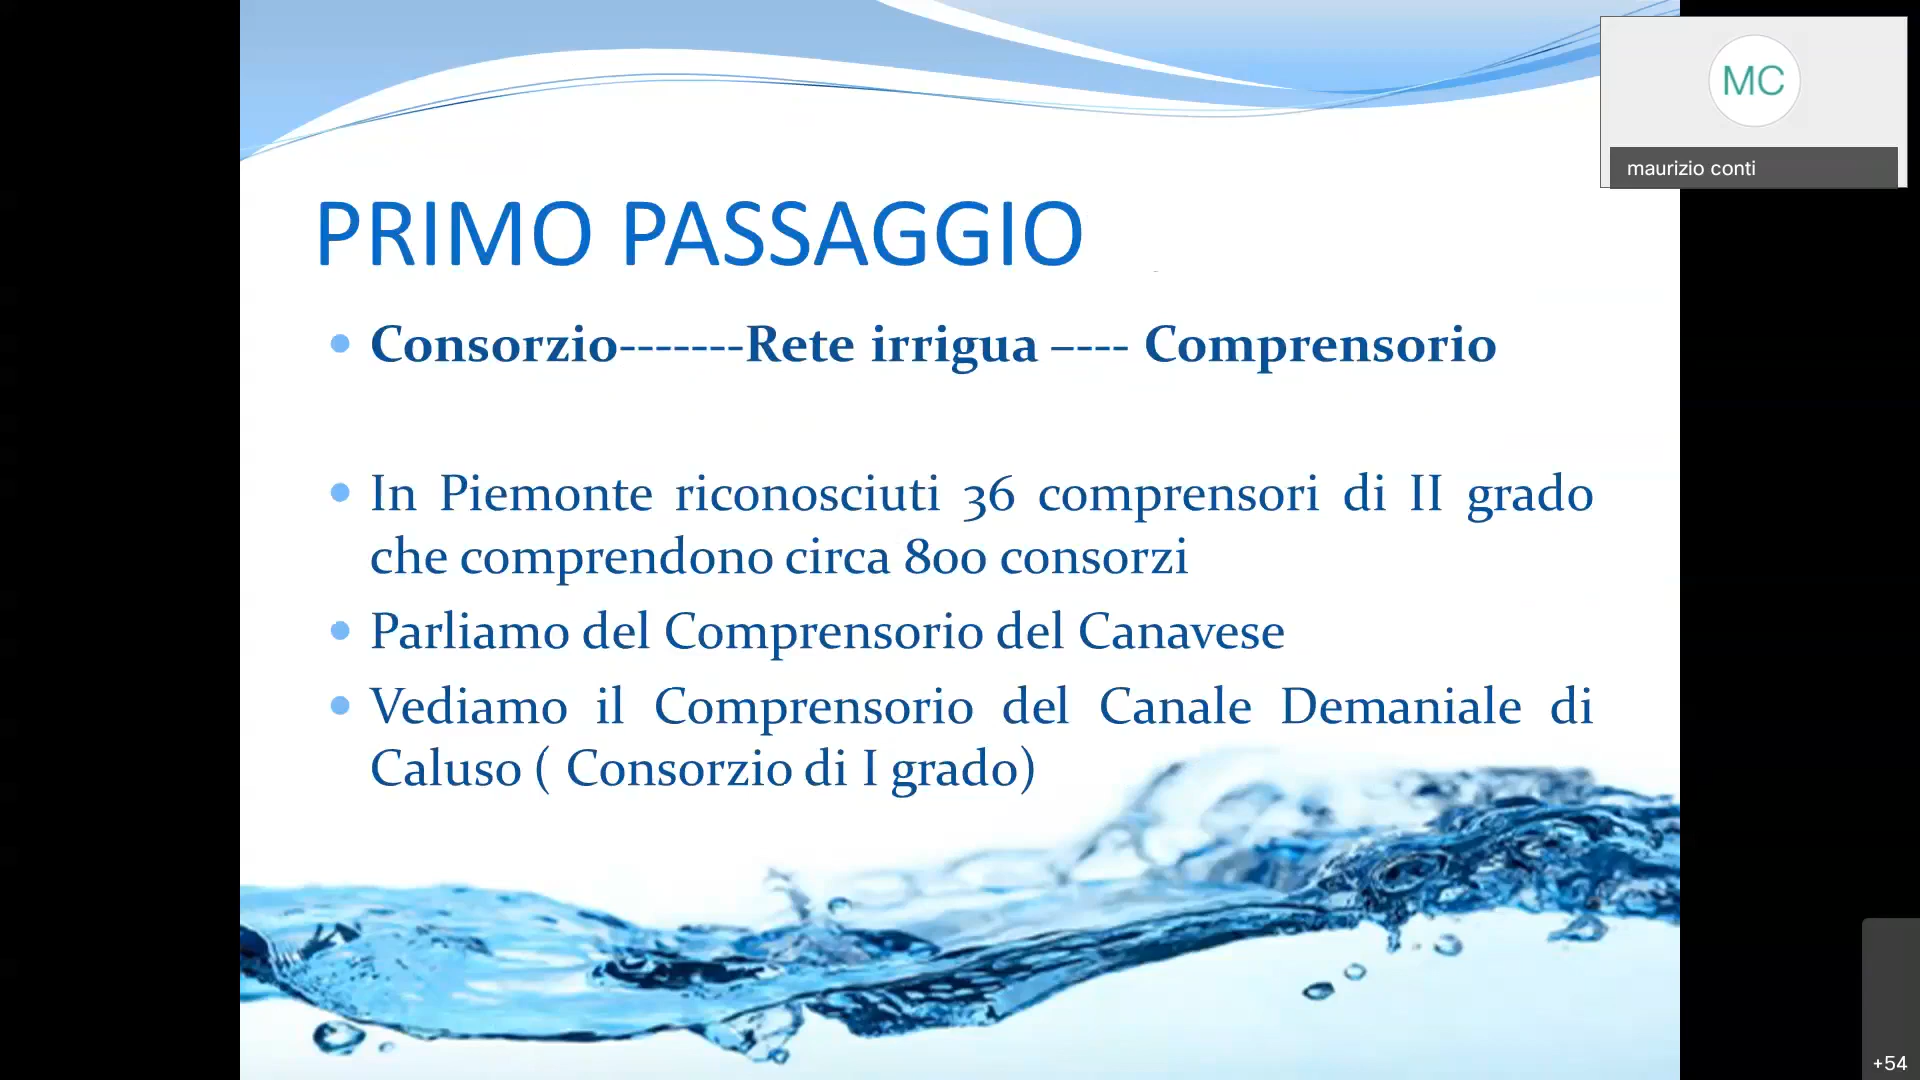 MC
maurizio conti
PRIMO PASSAGGIO
Consorzio-------Rete irrigua –--- Comprensorio
In Piemonte riconosciuti 36 comprensori di II grado
che comprendono circa 800 consorzi
Parliamo del Comprensorio del Canavese
Vediamo il Comprensorio del Canale Demaniale di
Caluso ( Consorzio di I grado)
+54